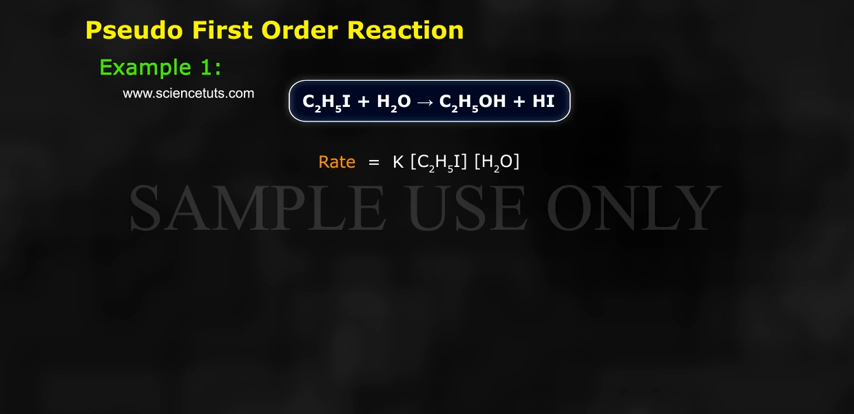 Pseudo First Order Reaction
Example 1:
www.sciencetuts.com
C₂H₅I + H₂O → C₂H₅OH + HI
Rate = K [C₂H₅I] [H₂O]
SAMPLE USE ONLY